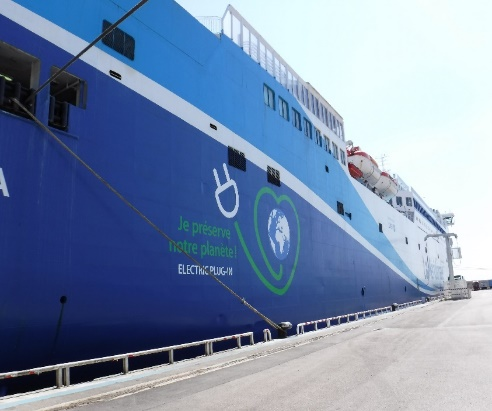 A
Je préserve
notre planète !
ELECTRIC PLUG-IN